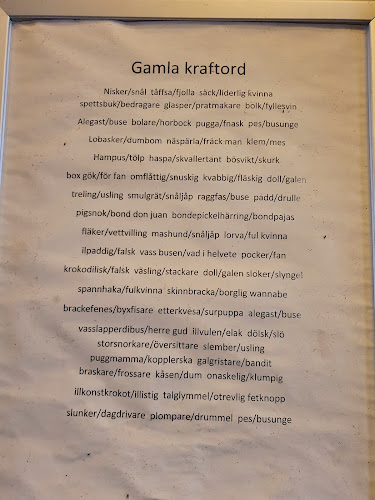 Gamla kraftord
Nisker/snål tåffsa/fjolla säck/liderlig kvinna
spettsbuk/bedragare glasper/pratmakare bölk/fyllesvin
Alegast/buse bolare/horbock pugga/fnask pes/busunge
Lobasker/dumbom näspärla/fräck man klem/mes
Hampus/tölp haspa/skvallertant bösvikt/skurk
box gök/för fan omflåttig/snuskig kvabbig/fläskig doll/galen
treling/usling smulgråt/snåljåp raggfas/buse padd/drulle
pigsnok/bond don juan bondepickelhärring/bondpajas
fläker/vettvilling mashund/snåljåp lorva/ful kvinna
ilpaddig/falsk vass busen/vad i helvete pocker/fan
krokodilisk/falsk väsling/stackare doll/galen sloker/slyngel
spannhaka/fulkvinna skinnbracka/borglig wannabe
brackefenes/byxfisare etterkvesa/surpuppa alegast/buse
vasslapperdibus/herre gud illvulen/elak dölsk/slö
storsnorkare/översittare slember/usling
puggmamma/kopplerska galgristare/bandit
braskare/frossare kåsen/dum onaskelig/klumpig
illkonstkrokot/illistig talglymmel/otrevlig fetknopp
slunker/dagdrivare plompare/drummel pes/busunge